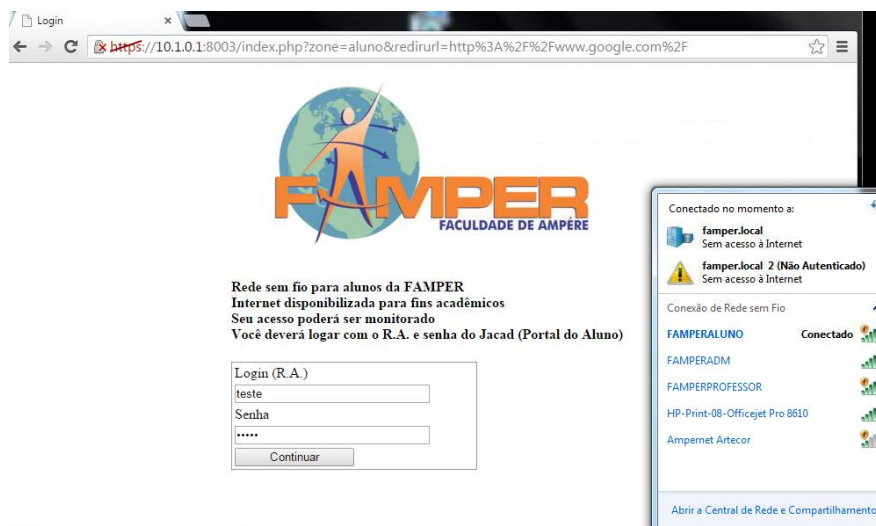 Login
https://10.1.0.1:8003/index.php?zone=aluno&redirurl=http%3A%2F%2Fwww.google.com%2F
FAMPER
FACULDADE DE AMPÉRE
Rede sem fio para alunos da FAMPER
Internet disponibilizada para fins acadêmicos
Seu acesso poderá ser monitorado
Você deverá logar com o R.A. e senha do Jacad (Portal do Aluno)
Login (R.A.)
teste
Senha
•••••
Continuar
Conectado no momento a:
famper.local
Sem acesso à Internet
famper.local 2 (Não Autenticado)
Sem acesso à Internet
Conexão de Rede sem Fio
FAMPERALUNO Conectado
FAMPERADM
FAMPERPROFESSOR
HP-Print-08-Officejet Pro 8610
Ampernet Artecor
Abrir a Central de Rede e Compartilhamento